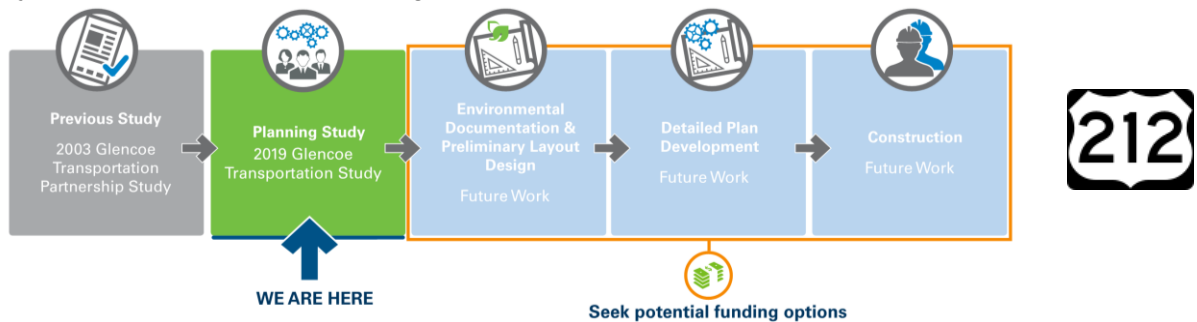 Previous Study
2003 Glencoe
Transportation
Partnership Study
Planning Study
2019 Glencoe
Transportation Study
Environmental
Documentation &
Preliminary Layout
Design
Future Work
Detailed Plan
Development
Future Work
Construction
Future Work
212
WE ARE HERE
Seek potential funding options